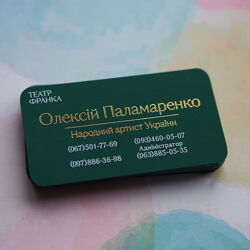 ТЕАТР
ФРАНКА
Олексій Паламаренко
Народний артист України
(067)501-77-69 (093)460-05-07
Адміністратор
(097)886-36-98 (063)885-05-35